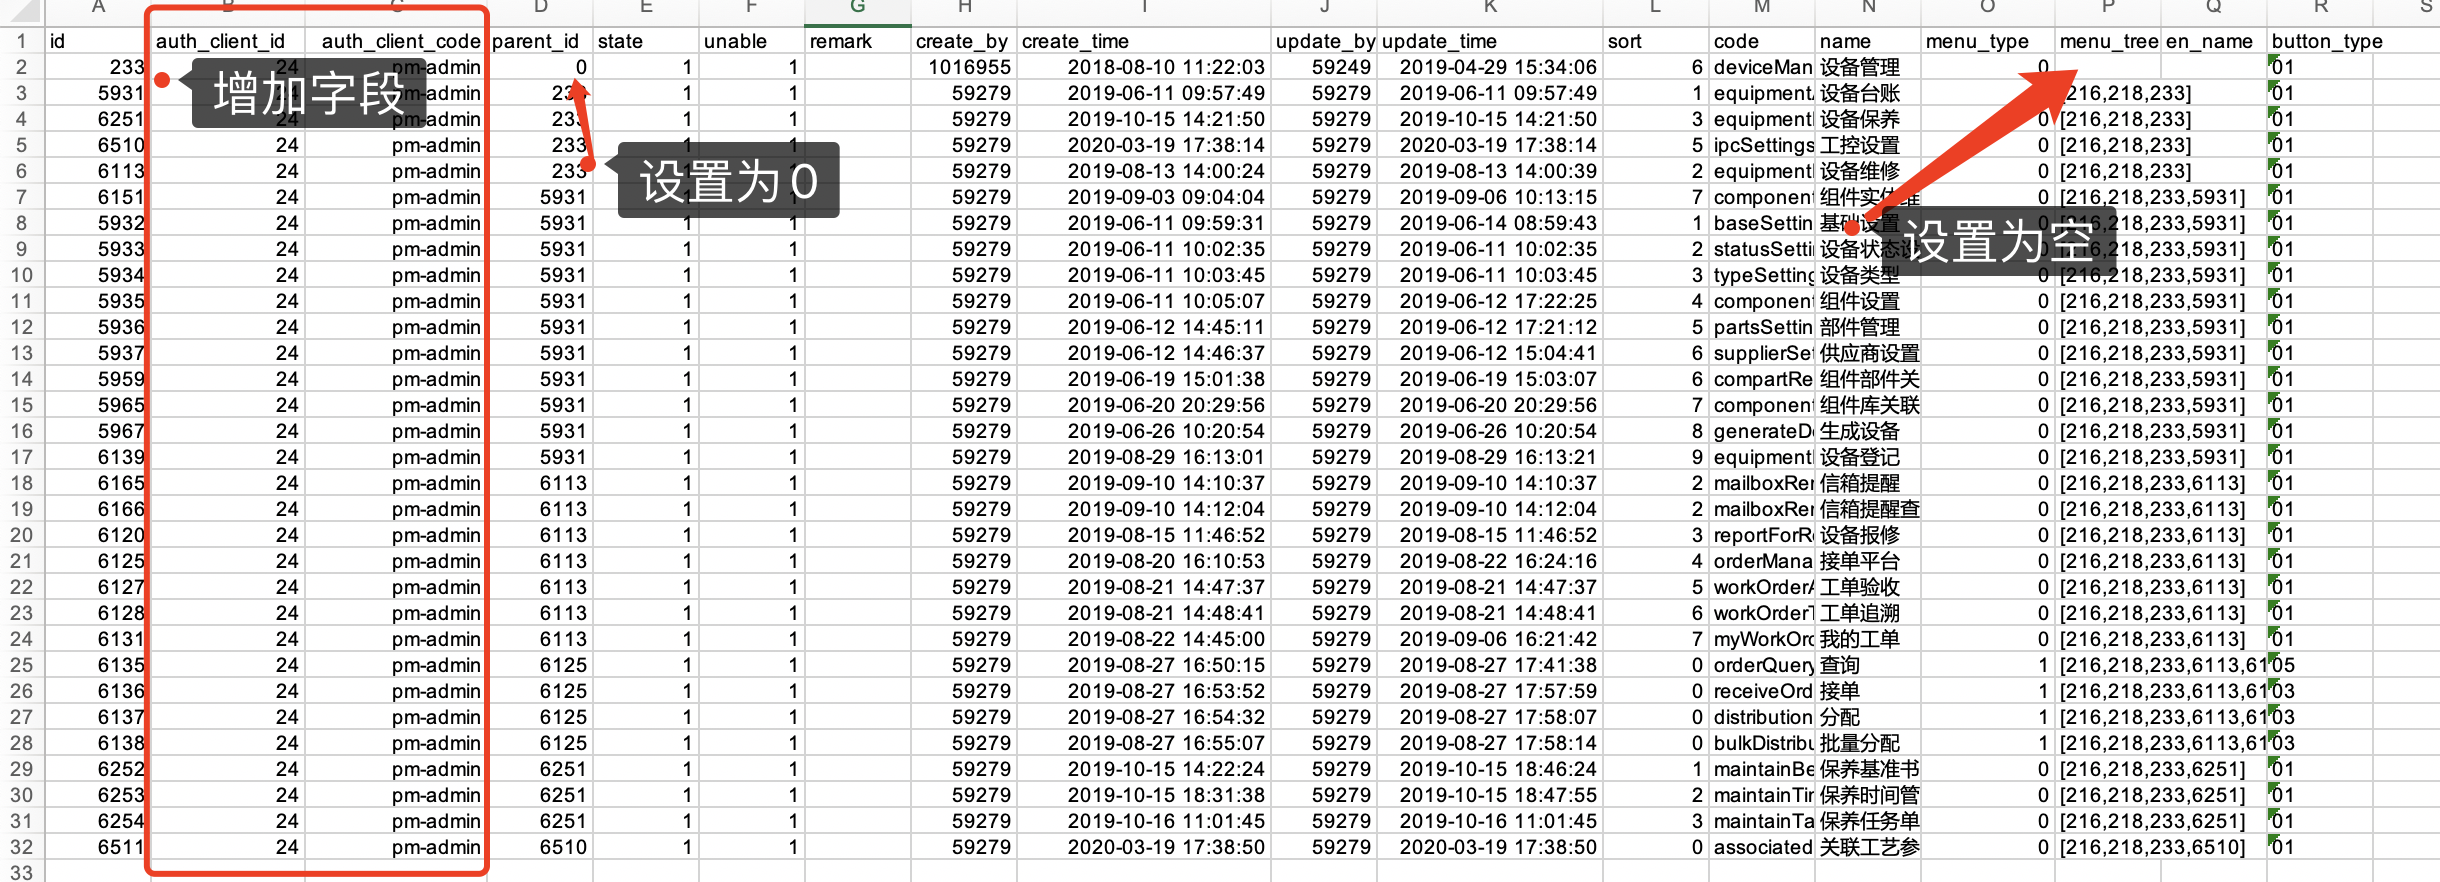 A B C D E F G H I J K L M N O P Q R S
1 id auth_client_id auth_client_code parent_id state unable remark create_by create_time update_by update_time sort code name menu_type menu_tree en_name button_type
2 233 24 pm-admin 0 1 1 1016955 2018-08-10 11:22:03 59249 2019-04-29 15:34:06 6 deviceMan 设备管理 0 01
3 5931 pm-admin 233 1 1 59279 2019-06-11 09:57:49 59279 2019-06-11 09:57:49 1 equipment 设备台账 0 [216,218,233] 01
增加字段
4 6251 24 pm-admin 233 1 1 59279 2019-10-15 14:21:50 59279 2019-10-15 14:21:50 3 equipment 设备保养 0 [216,218,233] 01
5 6510 24 pm-admin 233 1 1 59279 2020-03-19 17:38:14 59279 2020-03-19 17:38:14 5 ipcSettings 工控设置 0 [216,218,233] 01
6 6113 24 pm-admin 233 1 1 59279 2019-08-13 14:00:24 59279 2019-08-13 14:00:39 2 equipment 设备维修 0 [216,218,233] 01
设置为0
7 6151 24 pm-admin 5931 1 1 59279 2019-09-03 09:04:04 59279 2019-09-06 10:13:15 7 component 组件实体维 0 [216,218,233,5931] 01
8 5932 24 pm-admin 5931 1 1 59279 2019-06-11 09:59:31 59279 2019-06-14 08:59:43 1 baseSettin 基础设置 0 [216,218,233,5931] 01
设置为空
9 5933 24 pm-admin 5931 1 1 59279 2019-06-11 10:02:35 59279 2019-06-11 10:02:35 2 statusSetti 设备状态设 0 [216,218,233,5931] 01
10 5934 24 pm-admin 5931 1 1 59279 2019-06-11 10:03:45 59279 2019-06-11 10:03:45 3 typeSetting 设备类型 0 [216,218,233,5931] 01
11 5935 24 pm-admin 5931 1 1 59279 2019-06-11 10:05:07 59279 2019-06-12 17:22:25 4 component 组件设置 0 [216,218,233,5931] 01
12 5936 24 pm-admin 5931 1 1 59279 2019-06-12 14:45:11 59279 2019-06-12 17:21:12 5 partsSettin 部件管理 0 [216,218,233,5931] 01
13 5937 24 pm-admin 5931 1 1 59279 2019-06-12 14:46:37 59279 2019-06-12 15:04:41 6 supplierSe 供应商设置 0 [216,218,233,5931] 01
14 5959 24 pm-admin 5931 1 1 59279 2019-06-19 15:01:38 59279 2019-06-19 15:03:07 6 compartRe 组件部件关 0 [216,218,233,5931] 01
15 5965 24 pm-admin 5931 1 1 59279 2019-06-20 20:29:56 59279 2019-06-20 20:29:56 7 component 组件库关联 0 [216,218,233,5931] 01
16 5967 24 pm-admin 5931 1 1 59279 2019-06-26 10:20:54 59279 2019-06-26 10:20:54 8 generateD 生成设备 0 [216,218,233,5931] 01
17 6139 24 pm-admin 5931 1 1 59279 2019-08-29 16:13:01 59279 2019-08-29 16:13:21 9 equipment 设备登记 0 [216,218,233,5931] 01
18 6165 24 pm-admin 6113 1 1 59279 2019-09-10 14:10:37 59279 2019-09-10 14:10:37 2 mailboxRe 信箱提醒 0 [216,218,233,6113] 01
19 6166 24 pm-admin 6113 1 1 59279 2019-09-10 14:12:04 59279 2019-09-10 14:12:04 2 mailboxRe 信箱提醒查 0 [216,218,233,6113] 01
20 6120 24 pm-admin 6113 1 1 59279 2019-08-15 11:46:52 59279 2019-08-15 11:46:52 3 reportForR 设备报修 0 [216,218,233,6113] 01
21 6125 24 pm-admin 6113 1 1 59279 2019-08-20 16:10:53 59279 2019-08-22 16:24:16 4 orderMana 接单平台 0 [216,218,233,6113] 01
22 6127 24 pm-admin 6113 1 1 59279 2019-08-21 14:47:37 59279 2019-08-21 14:47:37 5 workOrder 工单验收 0 [216,218,233,6113] 01
23 6128 24 pm-admin 6113 1 1 59279 2019-08-21 14:48:41 59279 2019-08-21 14:48:41 6 workOrder 工单追溯 0 [216,218,233,6113] 01
24 6131 24 pm-admin 6113 1 1 59279 2019-08-22 14:45:00 59279 2019-09-06 16:21:42 7 myWorkOr 我的工单 0 [216,218,233,6113] 01
25 6135 24 pm-admin 6125 1 1 59279 2019-08-27 16:50:15 59279 2019-08-27 17:41:38 0 orderQuery 查询 1 [216,218,233,6113,61 05
26 6136 24 pm-admin 6125 1 1 59279 2019-08-27 16:53:52 59279 2019-08-27 17:57:59 0 receiveOrd 接单 1 [216,218,233,6113,61 03
27 6137 24 pm-admin 6125 1 1 59279 2019-08-27 16:54:32 59279 2019-08-27 17:58:07 0 distribution 分配 1 [216,218,233,6113,61 03
28 6138 24 pm-admin 6125 1 1 59279 2019-08-27 16:55:07 59279 2019-08-27 17:58:14 0 bulkDistrib 批量分配 1 [216,218,233,6113,61 03
29 6252 24 pm-admin 6251 1 1 59279 2019-10-15 14:22:24 59279 2019-10-15 18:46:24 1 maintainBe 保养基准书 0 [216,218,233,6251] 01
30 6253 24 pm-admin 6251 1 1 59279 2019-10-15 18:31:38 59279 2019-10-15 18:47:55 2 maintainTi 保养时间管 0 [216,218,233,6251] 01
31 6254 24 pm-admin 6251 1 1 59279 2019-10-16 11:01:45 59279 2019-10-16 11:01:45 3 maintainTa 保养任务单 0 [216,218,233,6251] 01
32 6511 24 pm-admin 6510 1 1 59279 2020-03-19 17:38:50 59279 2020-03-19 17:38:50 0 associated 关联工艺参 0 [216,218,233,6510] 01
33